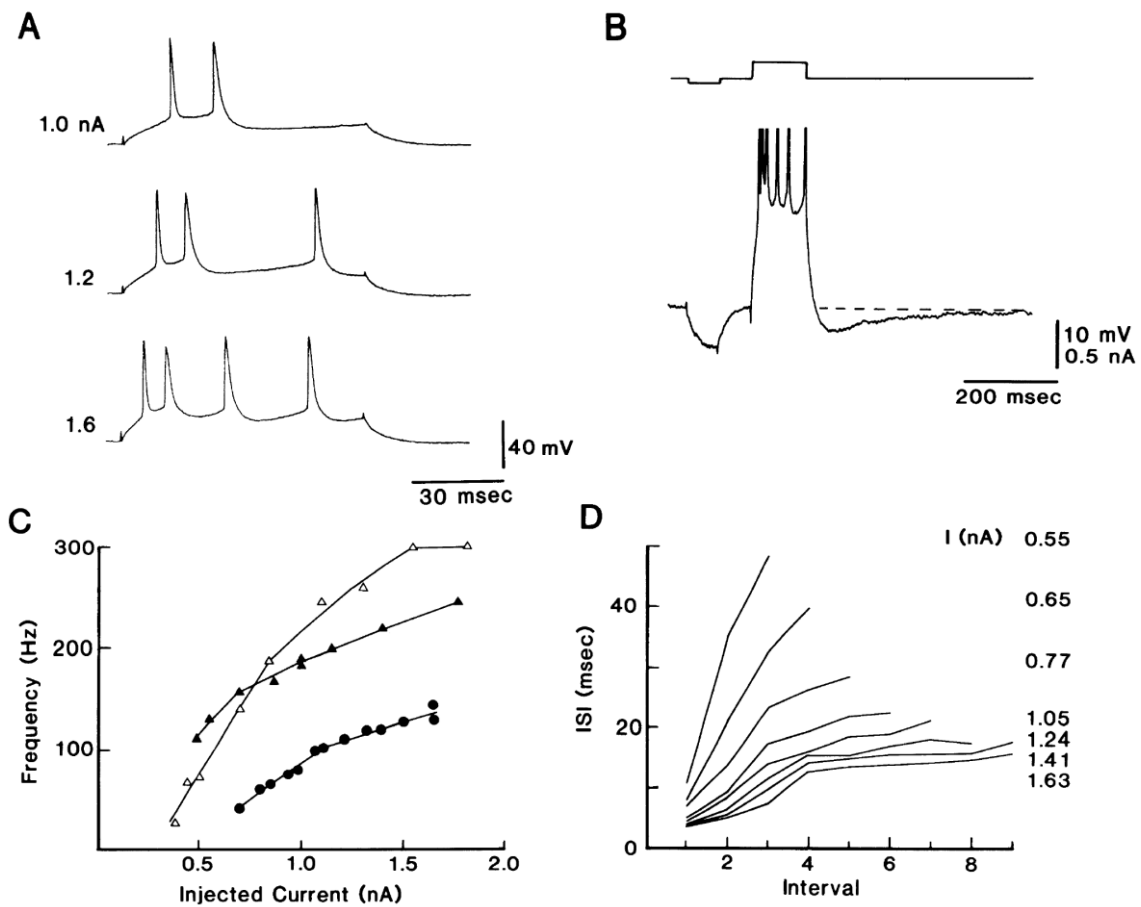 A
1.0 nA
1.2
1.6
40 mV
30 msec
B
10 mV
0.5 nA
200 msec
C
Frequency (Hz)
300
200
100
0.5
1.0
1.5
2.0
Injected Current (nA)
D
I (nA)
0.55
0.65
0.77
1.05
1.24
1.41
1.63
ISI (msec)
40
20
0
2
4
6
8
Interval